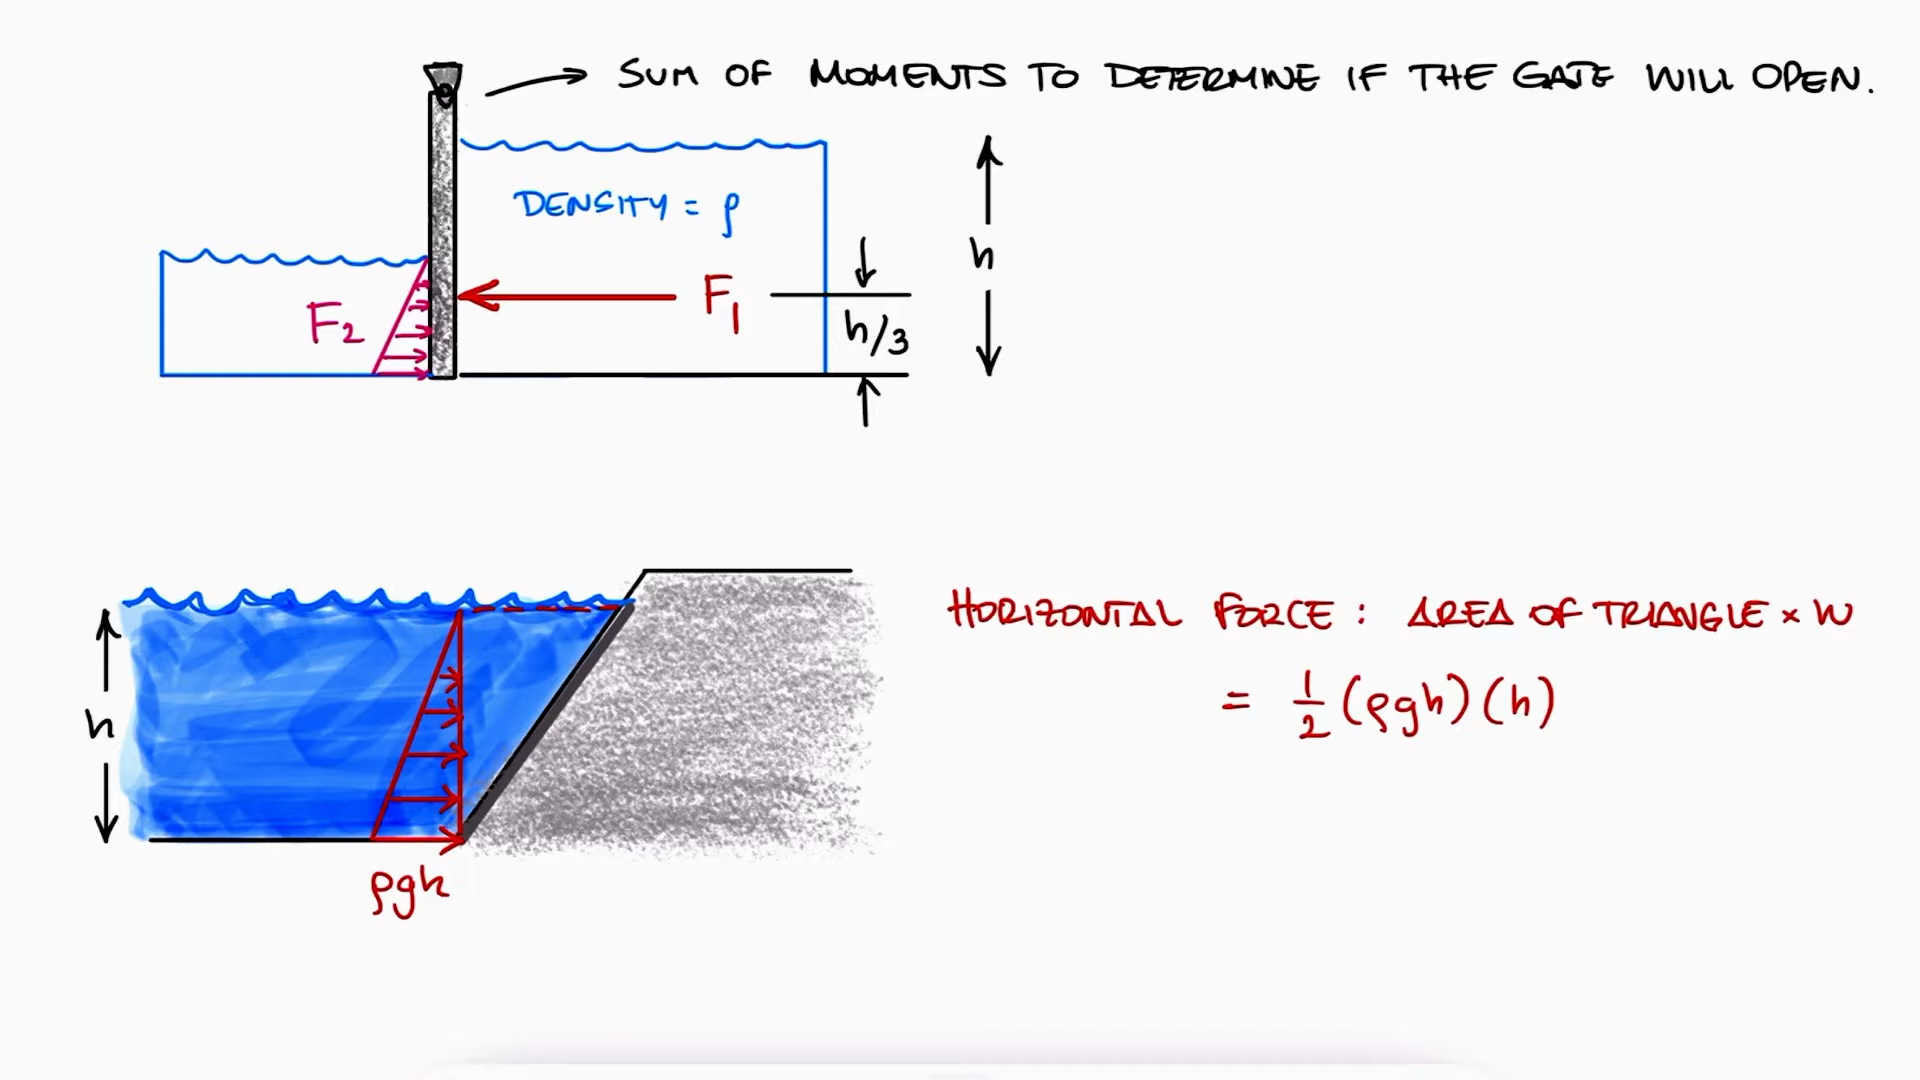 SUM OF MOMENTS TO DETERMINE IF THE GATE WILL OPEN.
DENSITY = ρ
h
F₂
F₁
h/3
h
HORIZONTAL FORCE : AREA OF TRIANGLE × W
= 1/2 (ρgh)(h)
ρgh